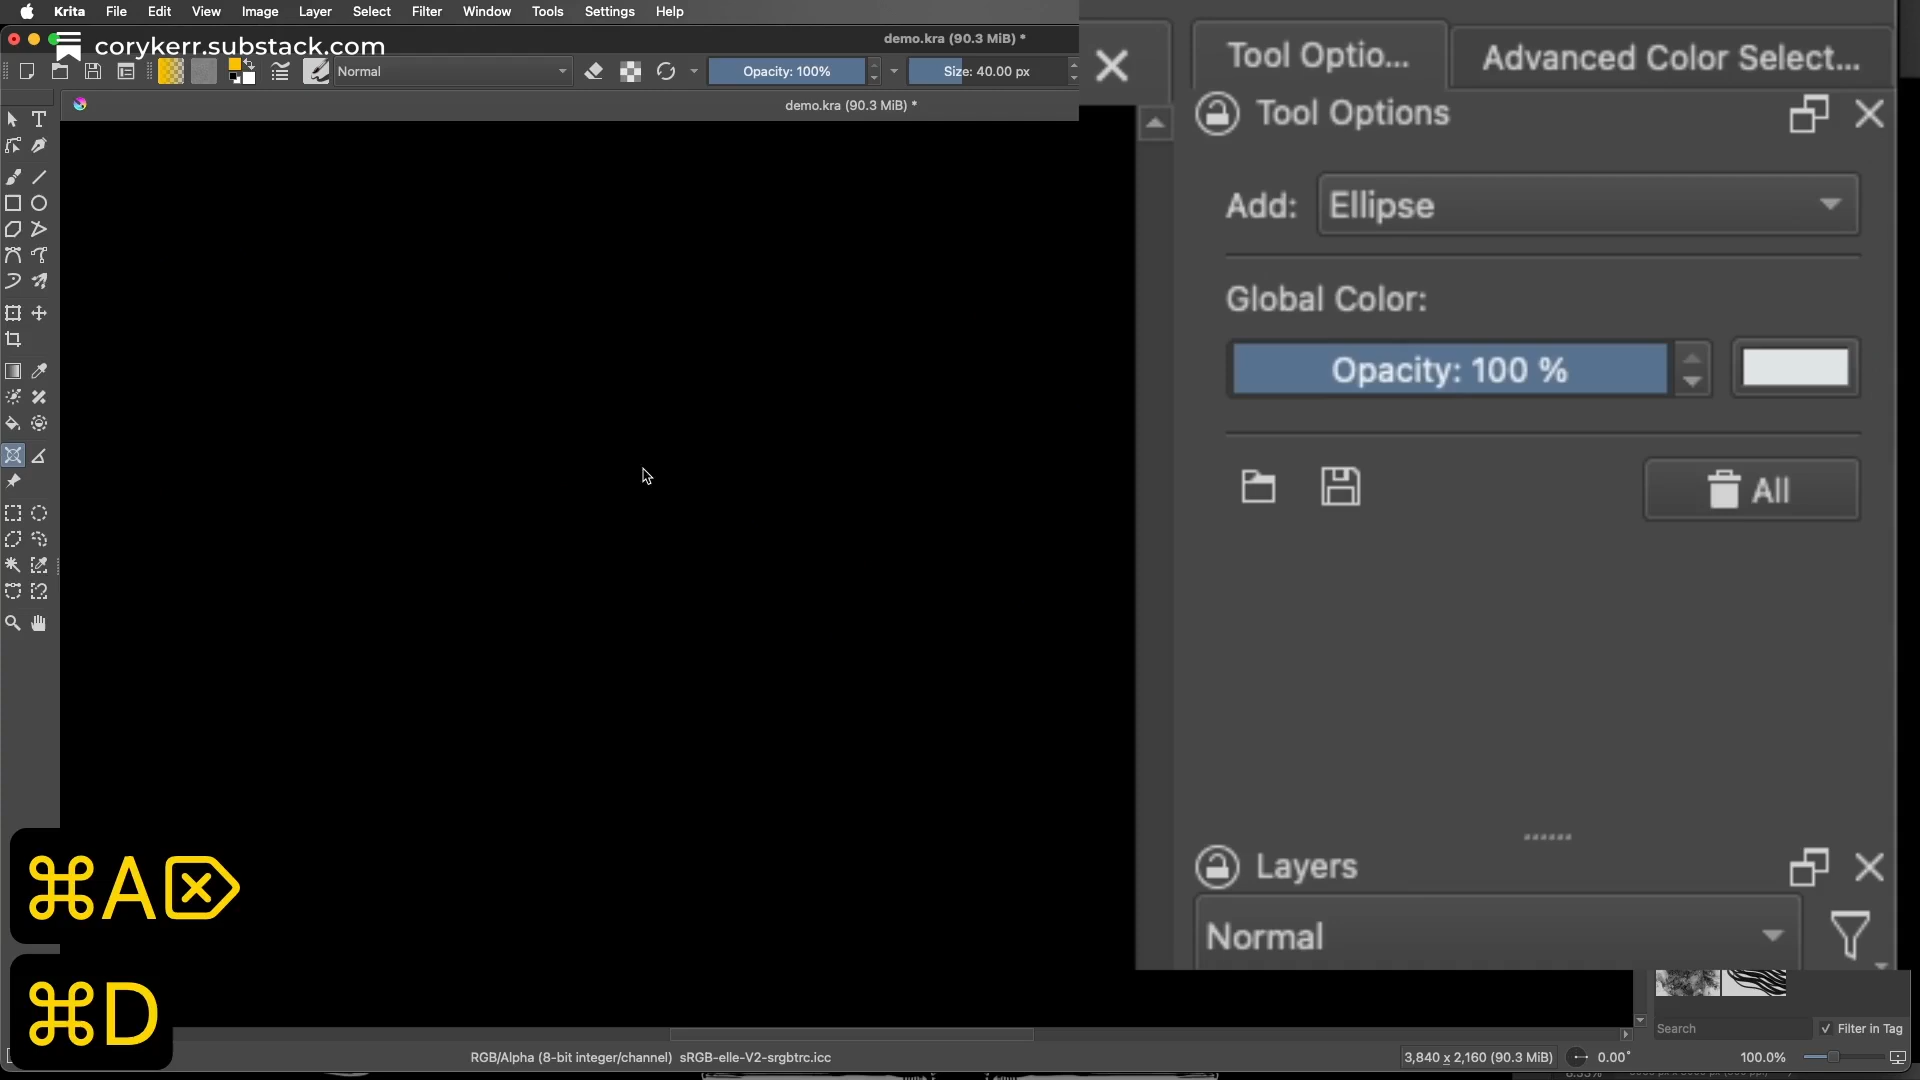 Krita File Edit View Image Layer Select Filter Window Tools Settings Help
corykerr.substack.com
demo.kra (90.3 MiB) *
Normal
Opacity: 100%
Size: 40.00 px
demo.kra (90.3 MiB) *
Tool Optio...
Advanced Color Select...
Tool Options
Add: Ellipse
Global Color:
Opacity: 100 %
All
Layers
Normal
⌘A⌦
⌘D
Search
Filter in Tag
RGB/Alpha (8-bit integer/channel) sRGB-elle-V2-srgbtrc.icc
3,840 x 2,160 (90.3 MiB)
0.00°
100.0%